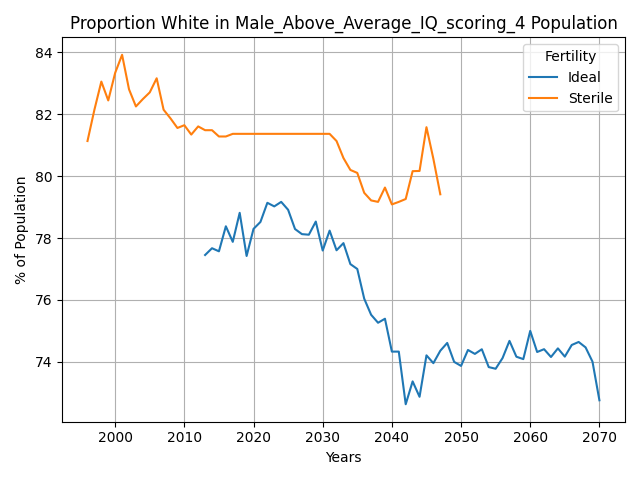 Proportion White in Male_Above_Average_IQ_scoring_4 Population
Fertility
Ideal
Sterile
% of Population
84
82
80
78
76
74
2000
2010
2020
2030
2040
2050
2060
2070
Years